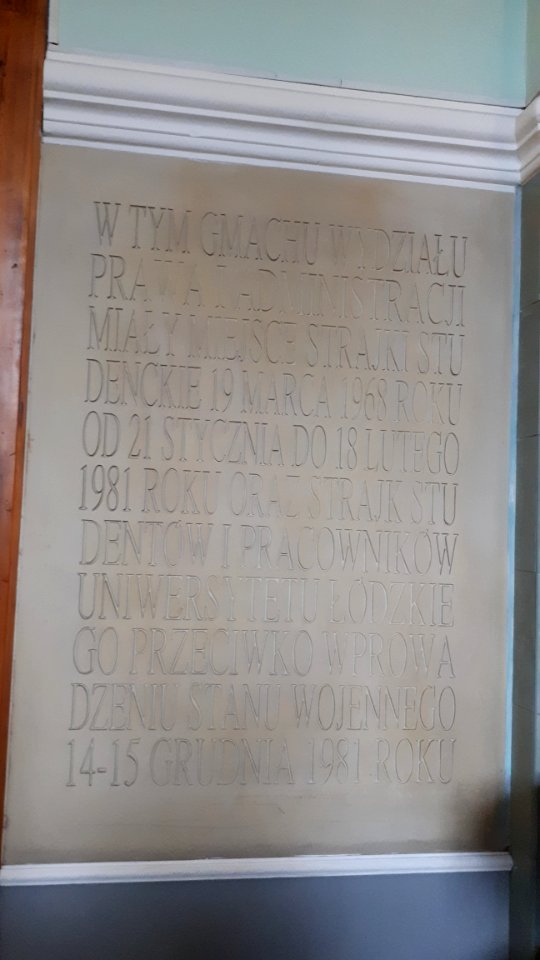 W TYM GMACHU WYDZIAŁU
PRAWA I ADMINISTRACJI
MIAŁY MIEJSCE STRAJKI STU
DENCKIE 19 MARCA 1968 ROKU
OD 21 STYCZNIA DO 18 LUTEGO
1981 ROKU ORAZ STRAJK STU
DENTÓW I PRACOWNIKÓW
UNIWERSYTETU ŁÓDZKIE
GO PRZECIWKO WPROWA
DZENIU STANU WOJENNEGO
14-15 GRUDNIA 1981 ROKU